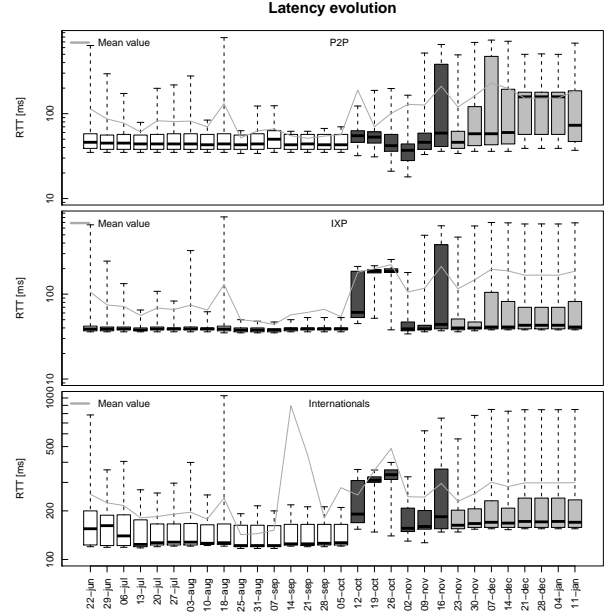 Latency evolution
Mean value
P2P
RTT [ms]
100
10
Mean value
IXP
RTT [ms]
100
10
Mean value
Internationals
RTT [ms]
1000
500
200
100
22−jun
29−jun
06−jul
13−jul
20−jul
27−jul
03−aug
10−aug
18−aug
25−aug
31−aug
07−sep
14−sep
21−sep
28−sep
05−oct
12−oct
19−oct
26−oct
02−nov
09−nov
16−nov
23−nov
30−nov
07−dec
14−dec
21−dec
28−dec
04−jan
11−jan